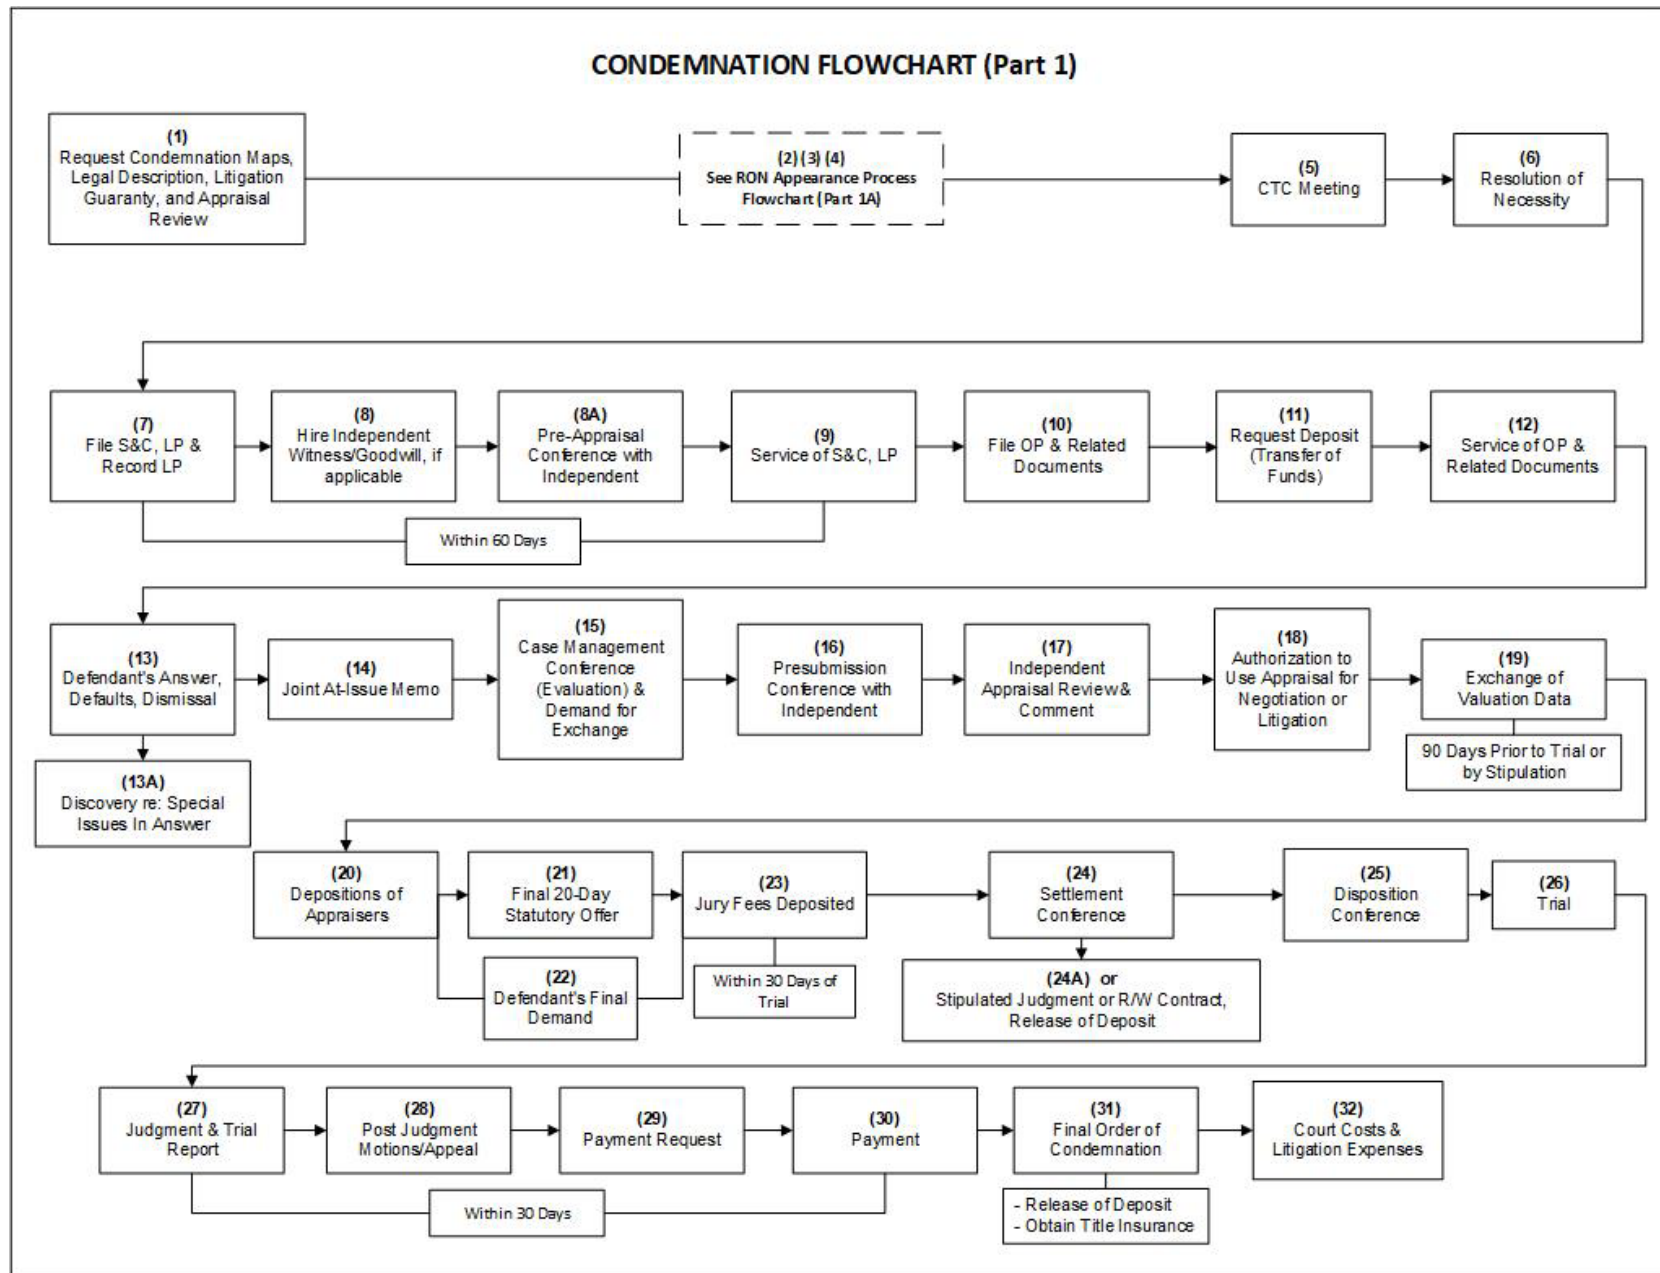 CONDEMNATION FLOWCHART (Part 1)
(1)
Request Condemnation Maps,
Legal Description, Litigation
Guaranty, and Appraisal
Review
(2) (3) (4)
See RON Appearance Process
Flowchart (Part 1A)
(5)
CTC Meeting
(6)
Resolution of
Necessity
(7)
File S&C, LP &
Record LP
(8)
Hire Independent
Witness/Goodwill, if
applicable
(8A)
Pre-Appraisal
Conference with
Independent
(9)
Service of S&C, LP
(10)
File OP & Related
Documents
(11)
Request Deposit
(Transfer of
Funds)
(12)
Service of OP &
Related Documents
Within 60 Days
(13)
Defendant's Answer,
Defaults, Dismissal
(14)
Joint At-Issue Memo
(15)
Case Management
Conference
(Evaluation) &
Demand for
Exchange
(16)
Presubmission
Conference with
Independent
(17)
Independent
Appraisal Review &
Comment
(18)
Authorization to
Use Appraisal for
Negotiation or
Litigation
(19)
Exchange of
Valuation Data
90 Days Prior to Trial or
by Stipulation
(13A)
Discovery re: Special
Issues In Answer
(20)
Depositions of
Appraisers
(21)
Final 20-Day
Statutory Offer
(22)
Defendant's Final
Demand
(23)
Jury Fees Deposited
Within 30 Days of
Trial
(24)
Settlement
Conference
(24A) or
Stipulated Judgment or R/W Contract,
Release of Deposit
(25)
Disposition
Conference
(26)
Trial
(27)
Judgment & Trial
Report
(28)
Post Judgment
Motions/Appeal
(29)
Payment Request
(30)
Payment
(31)
Final Order of
Condemnation
(32)
Court Costs &
Litigation Expenses
Within 30 Days
- Release of Deposit
- Obtain Title Insurance